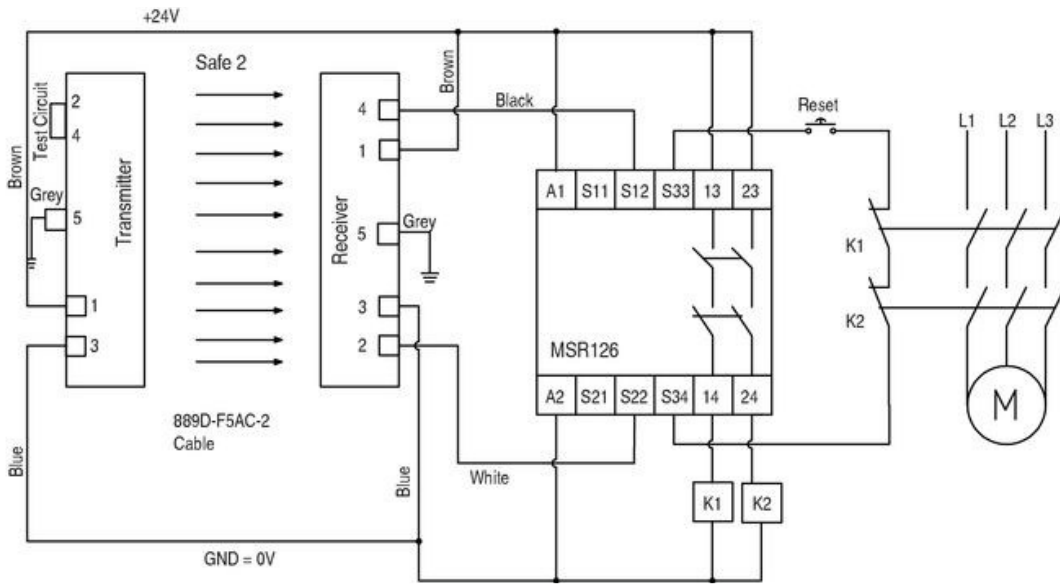 +24V
Safe 2
Test Circuit
2
4
Brown
Grey
5
Transmitter
1
3
Blue
889D-F5AC-2
Cable
Receiver
4
1
5
3
2
Black
Brown
Grey
Blue
White
GND = 0V
A1 S11 S12 S33 13 23
MSR126
A2 S21 S22 S34 14 24
K1 K2
Reset
K1
K2
L1 L2 L3
M